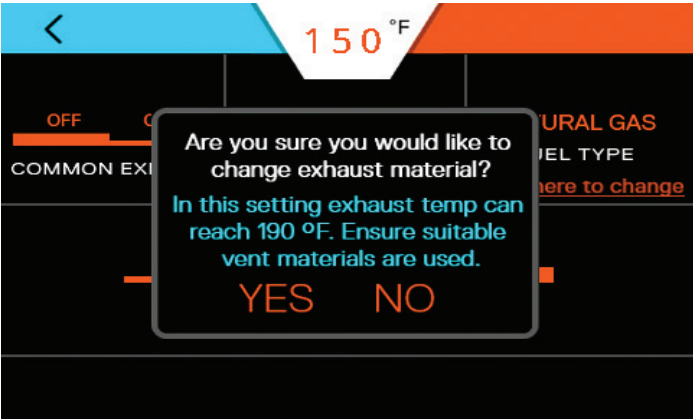 150 °F
OFF
COMMON
Are you sure you would like to
change exhaust material?
In this setting exhaust temp can
reach 190 ºF. Ensure suitable
vent materials are used.
YES NO
URAL GAS
UEL TYPE
here to change